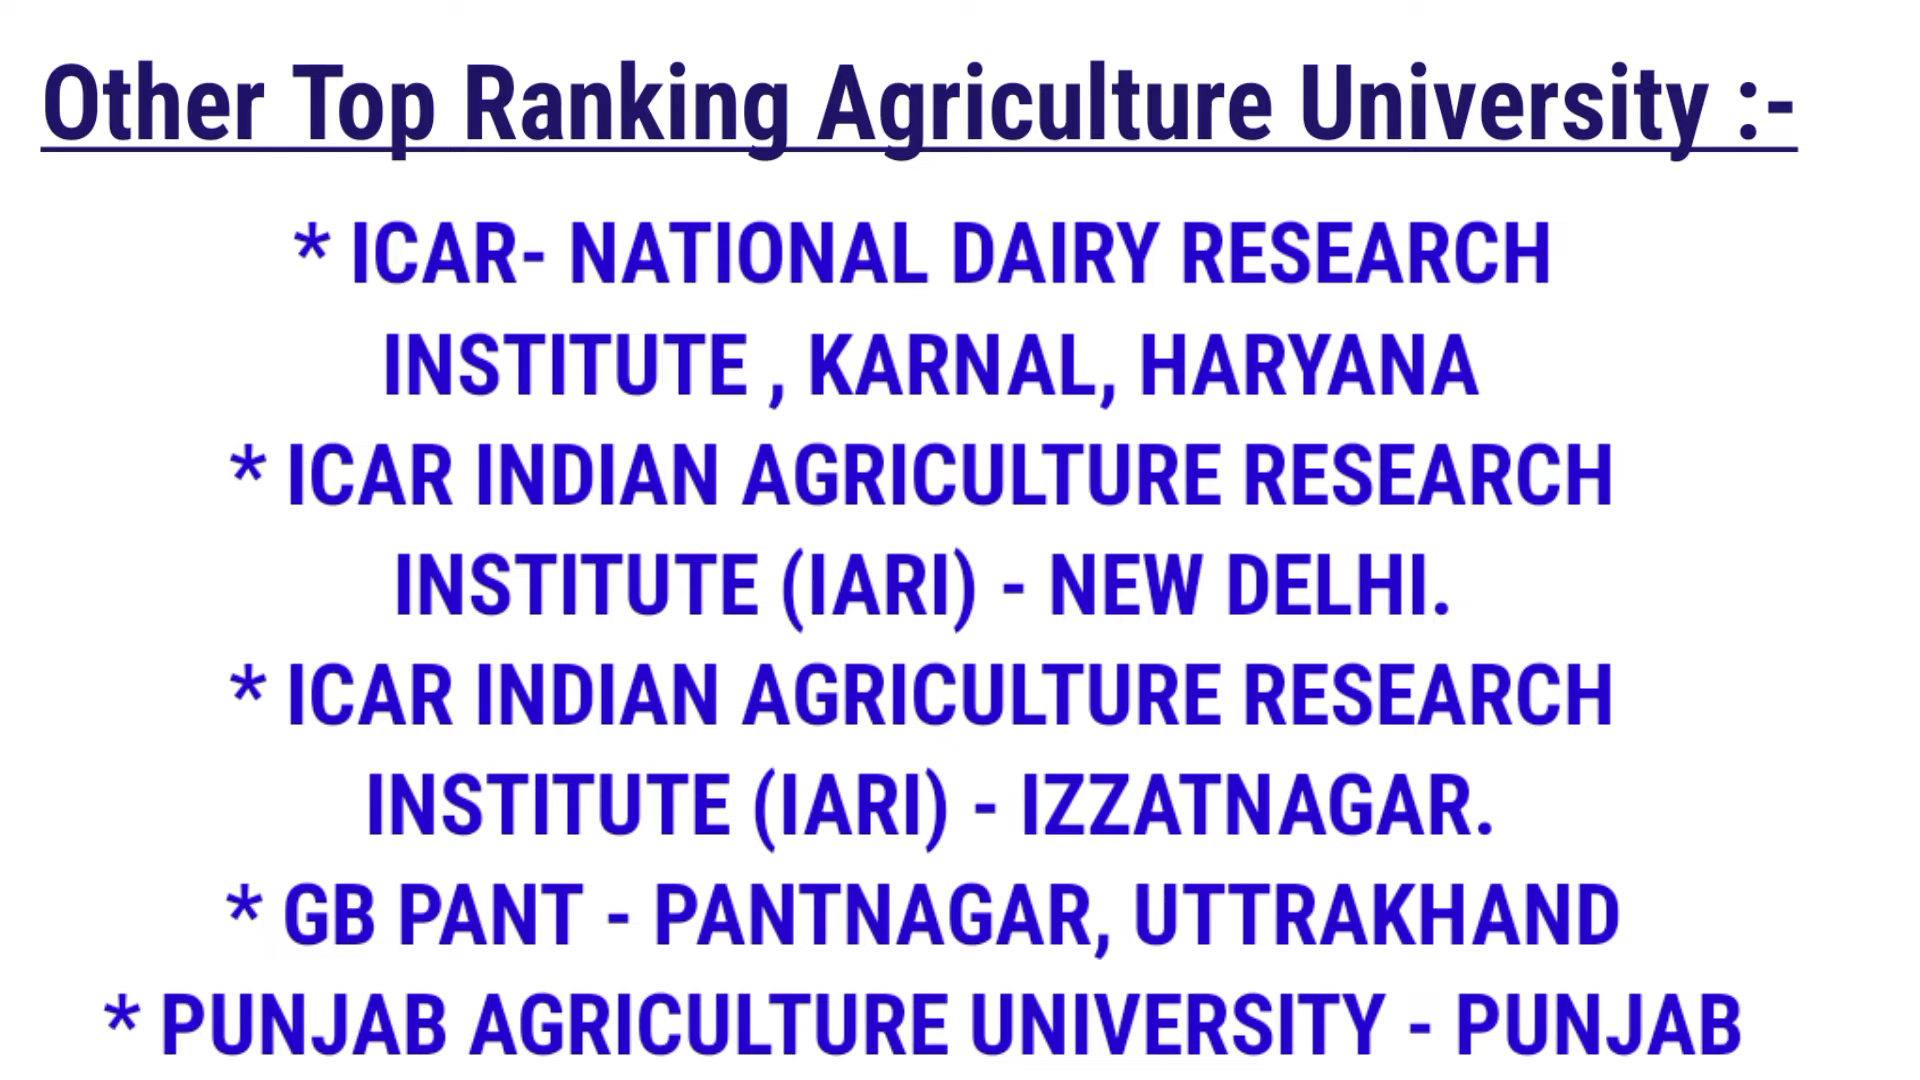 Other Top Ranking Agriculture University :-
* ICAR- NATIONAL DAIRY RESEARCH
INSTITUTE , KARNAL, HARYANA
* ICAR INDIAN AGRICULTURE RESEARCH
INSTITUTE (IARI) - NEW DELHI.
* ICAR INDIAN AGRICULTURE RESEARCH
INSTITUTE (IARI) - IZZATNAGAR.
* GB PANT - PANTNAGAR, UTTRAKHAND
* PUNJAB AGRICULTURE UNIVERSITY - PUNJAB